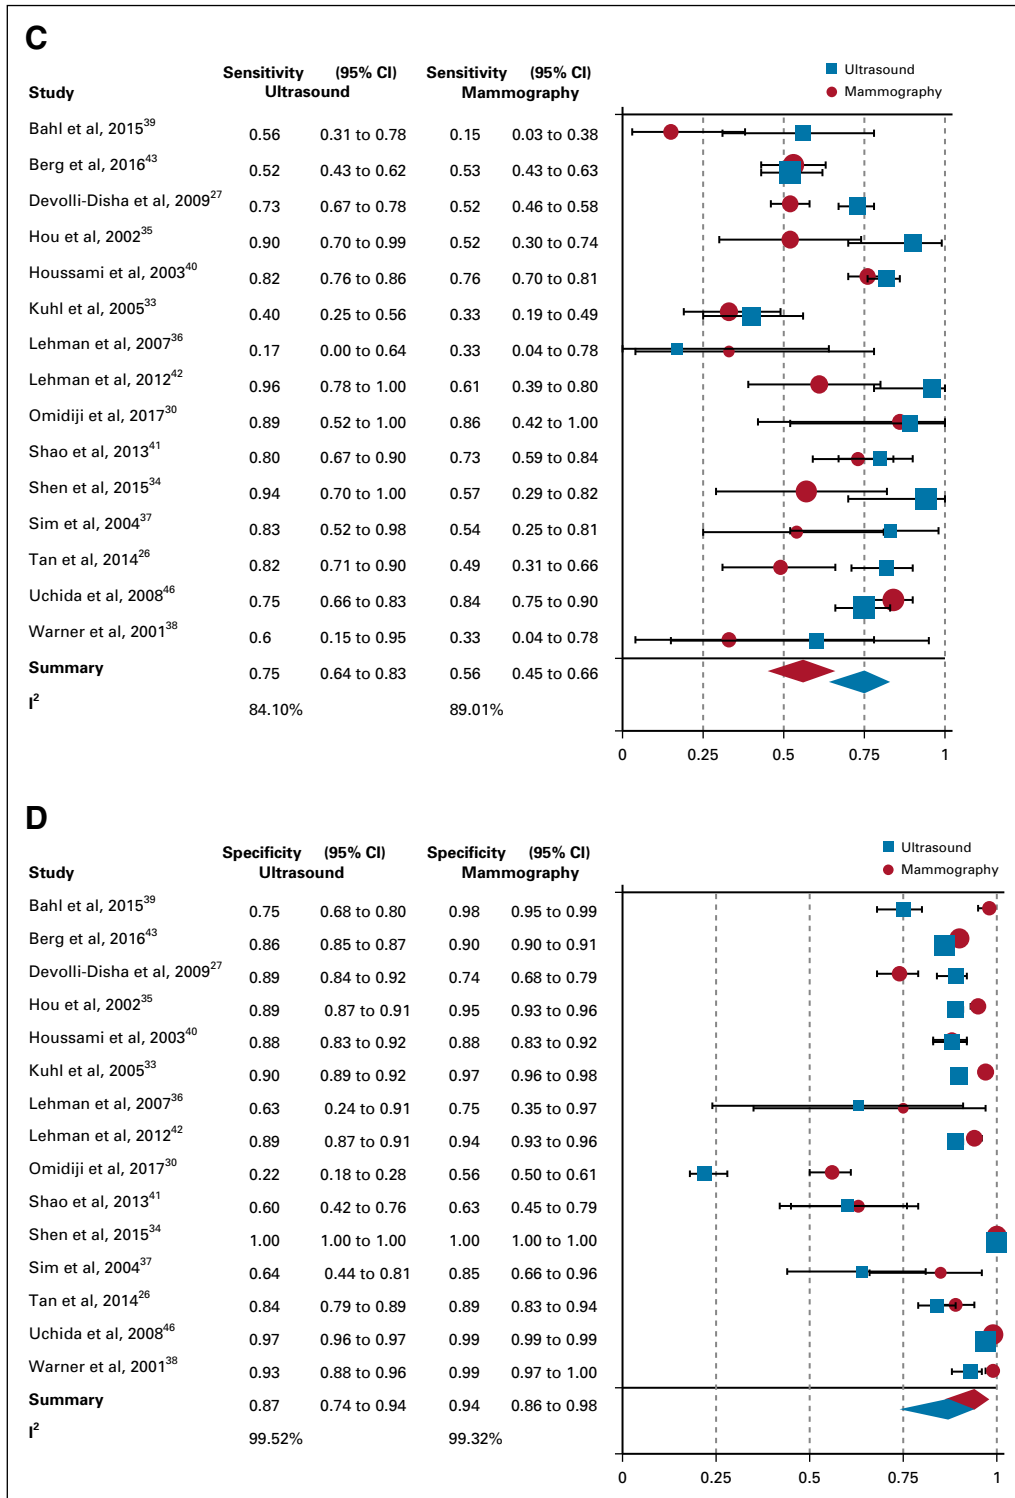 C
Sensitivity (95% CI) Sensitivity (95% CI)
Study Ultrasound Mammography
Ultrasound
Mammography
Bahl et al, 201539 0.56 0.31 to 0.78 0.15 0.03 to 0.38
Berg et al, 201643 0.52 0.43 to 0.62 0.53 0.43 to 0.63
Devolli-Disha et al, 200927 0.73 0.67 to 0.78 0.52 0.46 to 0.58
Hou et al, 200235 0.90 0.70 to 0.99 0.52 0.30 to 0.74
Houssami et al, 200340 0.82 0.76 to 0.86 0.76 0.70 to 0.81
Kuhl et al, 200533 0.40 0.25 to 0.56 0.33 0.19 to 0.49
Lehman et al, 200736 0.17 0.00 to 0.64 0.33 0.04 to 0.78
Lehman et al, 201242 0.96 0.78 to 1.00 0.61 0.39 to 0.80
Omidiji et al, 201730 0.89 0.52 to 1.00 0.86 0.42 to 1.00
Shao et al, 201341 0.80 0.67 to 0.90 0.73 0.59 to 0.84
Shen et al, 201534 0.94 0.70 to 1.00 0.57 0.29 to 0.82
Sim et al, 200437 0.83 0.52 to 0.98 0.54 0.25 to 0.81
Tan et al, 201426 0.82 0.71 to 0.90 0.49 0.31 to 0.66
Uchida et al, 200846 0.75 0.66 to 0.83 0.84 0.75 to 0.90
Warner et al, 200138 0.6 0.15 to 0.95 0.33 0.04 to 0.78
Summary 0.75 0.64 to 0.83 0.56 0.45 to 0.66
I2 84.10% 89.01%
0 0.25 0.5 0.75 1
D
Specificity (95% CI) Specificity (95% CI)
Study Ultrasound Mammography
Ultrasound
Mammography
Bahl et al, 201539 0.75 0.68 to 0.80 0.98 0.95 to 0.99
Berg et al, 201643 0.86 0.85 to 0.87 0.90 0.90 to 0.91
Devolli-Disha et al, 200927 0.89 0.84 to 0.92 0.74 0.68 to 0.79
Hou et al, 200235 0.89 0.87 to 0.91 0.95 0.93 to 0.96
Houssami et al, 200340 0.88 0.83 to 0.92 0.88 0.83 to 0.92
Kuhl et al, 200533 0.90 0.89 to 0.92 0.97 0.96 to 0.98
Lehman et al, 200736 0.63 0.24 to 0.91 0.75 0.35 to 0.97
Lehman et al, 201242 0.89 0.87 to 0.91 0.94 0.93 to 0.96
Omidiji et al, 201730 0.22 0.18 to 0.28 0.56 0.50 to 0.61
Shao et al, 201341 0.60 0.42 to 0.76 0.63 0.45 to 0.79
Shen et al, 201534 1.00 1.00 to 1.00 1.00 1.00 to 1.00
Sim et al, 200437 0.64 0.44 to 0.81 0.85 0.66 to 0.96
Tan et al, 201426 0.84 0.79 to 0.89 0.89 0.83 to 0.94
Uchida et al, 200846 0.97 0.96 to 0.97 0.99 0.99 to 0.99
Warner et al, 200138 0.93 0.88 to 0.96 0.99 0.97 to 1.00
Summary 0.87 0.74 to 0.94 0.94 0.86 to 0.98
I2 99.52% 99.32%
0 0.25 0.5 0.75 1